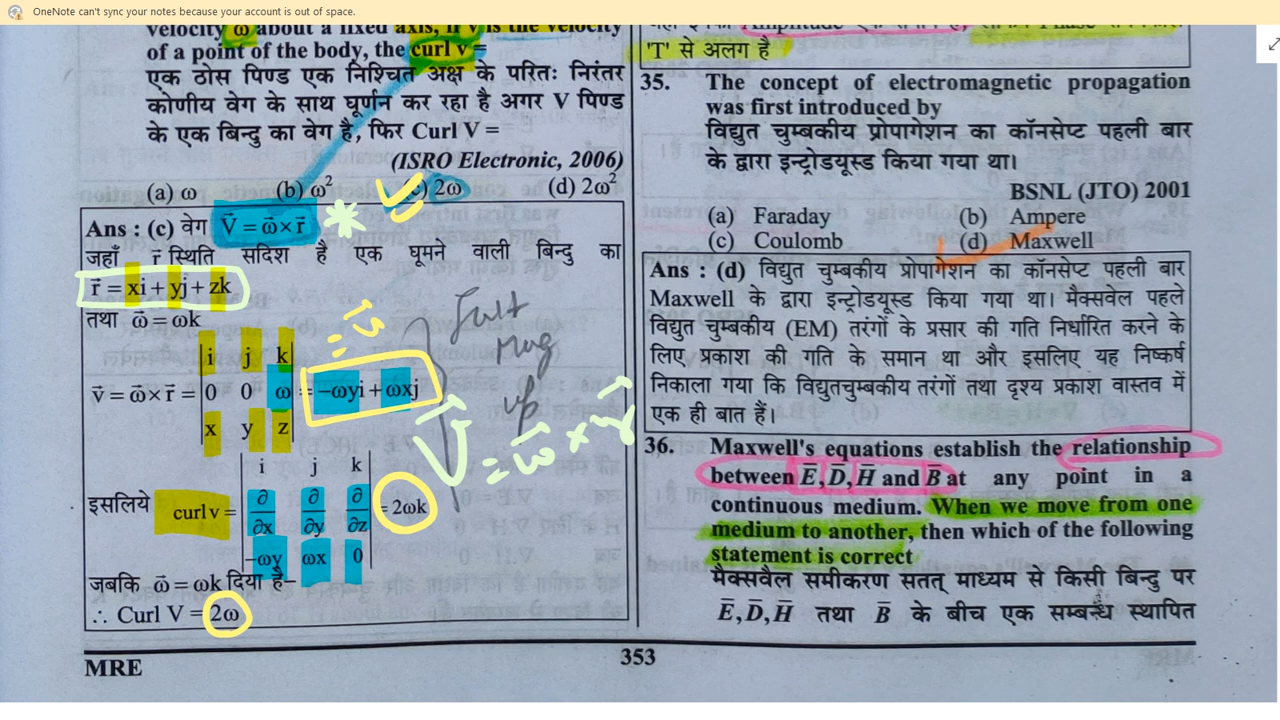 OneNote can't sync your notes because your account is out of space.
velocity ω about a fixed axis, if v is the velocity
of a point of the body, the curl v =
एक ठोस पिण्ड एक निश्चित अक्ष के परितः निरंतर
कोणीय वेग के साथ घूर्णन कर रहा है अगर V पिण्ड
के एक बिन्दु का वेग है, फिर Curl V =
(ISRO Electronic, 2006)
(a) ω (b) ω² (c) 2ω (d) 2ω²
Ans : (c) वेग V⃗ = ω⃗ × r⃗
जहाँ r⃗ स्थिति सदिश है एक घूमने वाली बिन्दु का
r⃗ = xi + yj + zk
तथा ω⃗ = ωk
i j k
v⃗ = ω⃗ × r⃗ = 0 0 ω = −ωyi + ωxj
x y z
i j k
इसलिये curl v = ∂/∂x ∂/∂y ∂/∂z = 2ωk
−ωy ωx 0
जबकि ω⃗ = ωk दिया है–
∴ Curl V = 2ω
V⃗ = ω⃗ × r⃗
'T' से अलग है
35. The concept of electromagnetic propagation
was first introduced by
विद्युत चुम्बकीय प्रोपागेशन का कॉनसेप्ट पहली बार
के द्वारा इन्ट्रोडयूस्ड किया गया था।
BSNL (JTO) 2001
(a) Faraday (b) Ampere
(c) Coulomb (d) Maxwell
Ans : (d) विद्युत चुम्बकीय प्रोपागेशन का कॉनसेप्ट पहली बार
Maxwell के द्वारा इन्ट्रोडयूस्ड किया गया था। मैक्सवेल पहले
विद्युत चुम्बकीय (EM) तरंगों के प्रसार की गति निर्धारित करने के
लिए प्रकाश की गति के समान था और इसलिए यह निष्कर्ष
निकाला गया कि विद्युतचुम्बकीय तरंगों तथा दृश्य प्रकाश वास्तव में
एक ही बात हैं।
36. Maxwell's equations establish the relationship
between E̅, D̅, H̅ and B̅ at any point in a
continuous medium. When we move from one
medium to another, then which of the following
statement is correct
मैक्सवैल समीकरण सतत् माध्यम से किसी बिन्दु पर
E̅, D̅, H̅ तथा B̅ के बीच एक सम्बन्ध स्थापित
MRE 353